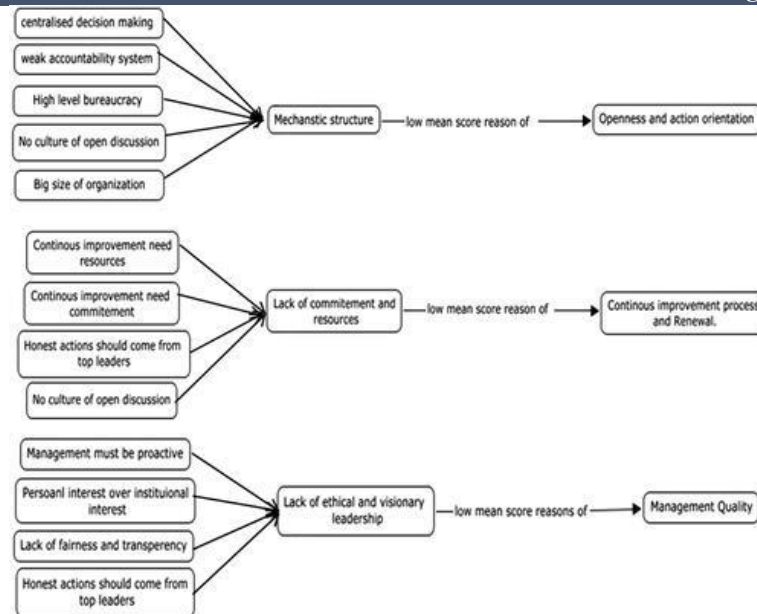 centralised decision making
weak accountability system
High level bureaucracy
No culture of open discussion
Big size of organization
Mechanstic structure
low mean score reason of
Openness and action orientation
Continous improvement need
resources
Continous improvement need
commitement
Honest actions should come from
top leaders
No culture of open discussion
Lack of commitement and
resources
low mean score reason of
Continous improvement process
and Renewal.
Management must be proactive
Persoanl interest over instituional
interest
Lack of fairness and transperency
Honest actions should come from
top leaders
Lack of ethical and visionary
leadership
low mean score reasons of
Management Quality